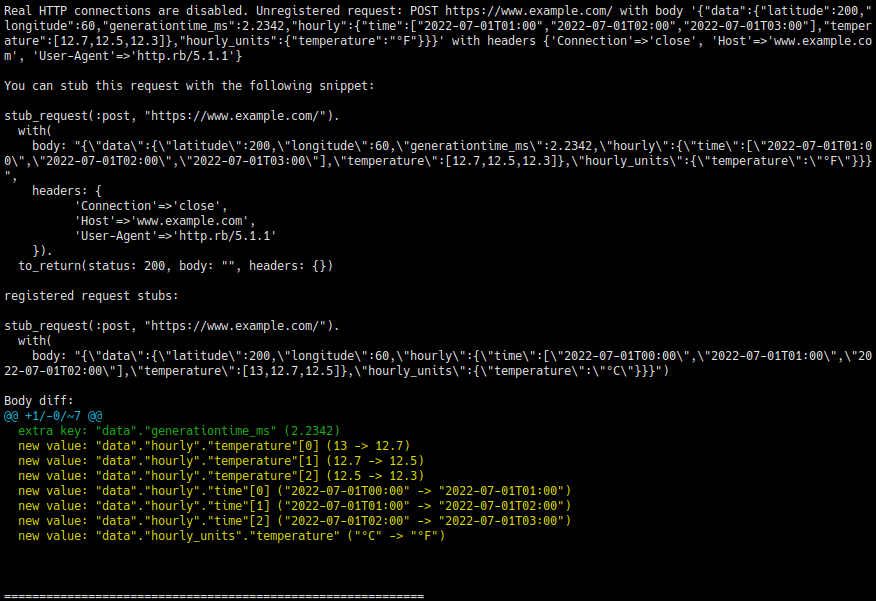 Real HTTP connections are disabled. Unregistered request: POST https://www.example.com/ with body '{"data":{"latitude":200,"
longitude":60,"generationtime_ms":2.2342,"hourly":{"time":["2022-07-01T01:00","2022-07-01T02:00","2022-07-01T03:00"],"temper
ature":[12.7,12.5,12.3]},"hourly_units":{"temperature":"°F"}}}' with headers {'Connection'=>'close', 'Host'=>'www.example.co
m', 'User-Agent'=>'http.rb/5.1.1'}
You can stub this request with the following snippet:
stub_request(:post, "https://www.example.com/").
with(
body: "{\"data\":{\"latitude\":200,\"longitude\":60,\"generationtime_ms\":2.2342,\"hourly\":{\"time\":[\"2022-07-01T01:0
0\",\"2022-07-01T02:00\",\"2022-07-01T03:00\"],\"temperature\":[12.7,12.5,12.3]},\"hourly_units\":{\"temperature\":\"°F\"}}}
",
headers: {
'Connection'=>'close',
'Host'=>'www.example.com',
'User-Agent'=>'http.rb/5.1.1'
}).
to_return(status: 200, body: "", headers: {})
registered request stubs:
stub_request(:post, "https://www.example.com/").
with(
body: "{\"data\":{\"latitude\":200,\"longitude\":60,\"hourly\":{\"time\":[\"2022-07-01T00:00\",\"2022-07-01T01:00\",\"20
22-07-01T02:00\"],\"temperature\":[13,12.7,12.5]},\"hourly_units\":{\"temperature\":\"°C\"}}}")
Body diff:
@@ +1/-0/~7 @@
extra key: "data"."generationtime_ms" (2.2342)
new value: "data"."hourly"."temperature"[0] (13 -> 12.7)
new value: "data"."hourly"."temperature"[1] (12.7 -> 12.5)
new value: "data"."hourly"."temperature"[2] (12.5 -> 12.3)
new value: "data"."hourly"."time"[0] ("2022-07-01T00:00" -> "2022-07-01T01:00")
new value: "data"."hourly"."time"[1] ("2022-07-01T01:00" -> "2022-07-01T02:00")
new value: "data"."hourly"."time"[2] ("2022-07-01T02:00" -> "2022-07-01T03:00")
new value: "data"."hourly_units"."temperature" ("°C" -> "°F")
============================================================